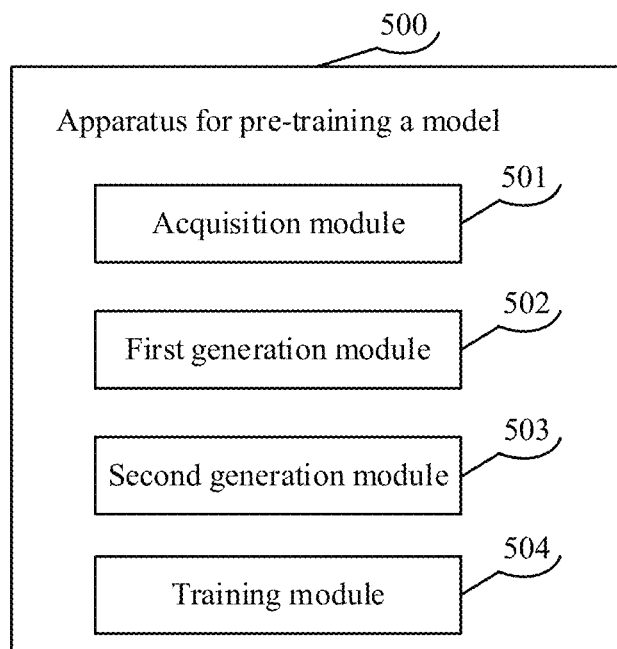 500
Apparatus for pre-training a model
501
Acquisition module
502
First generation module
503
Second generation module
504
Training module